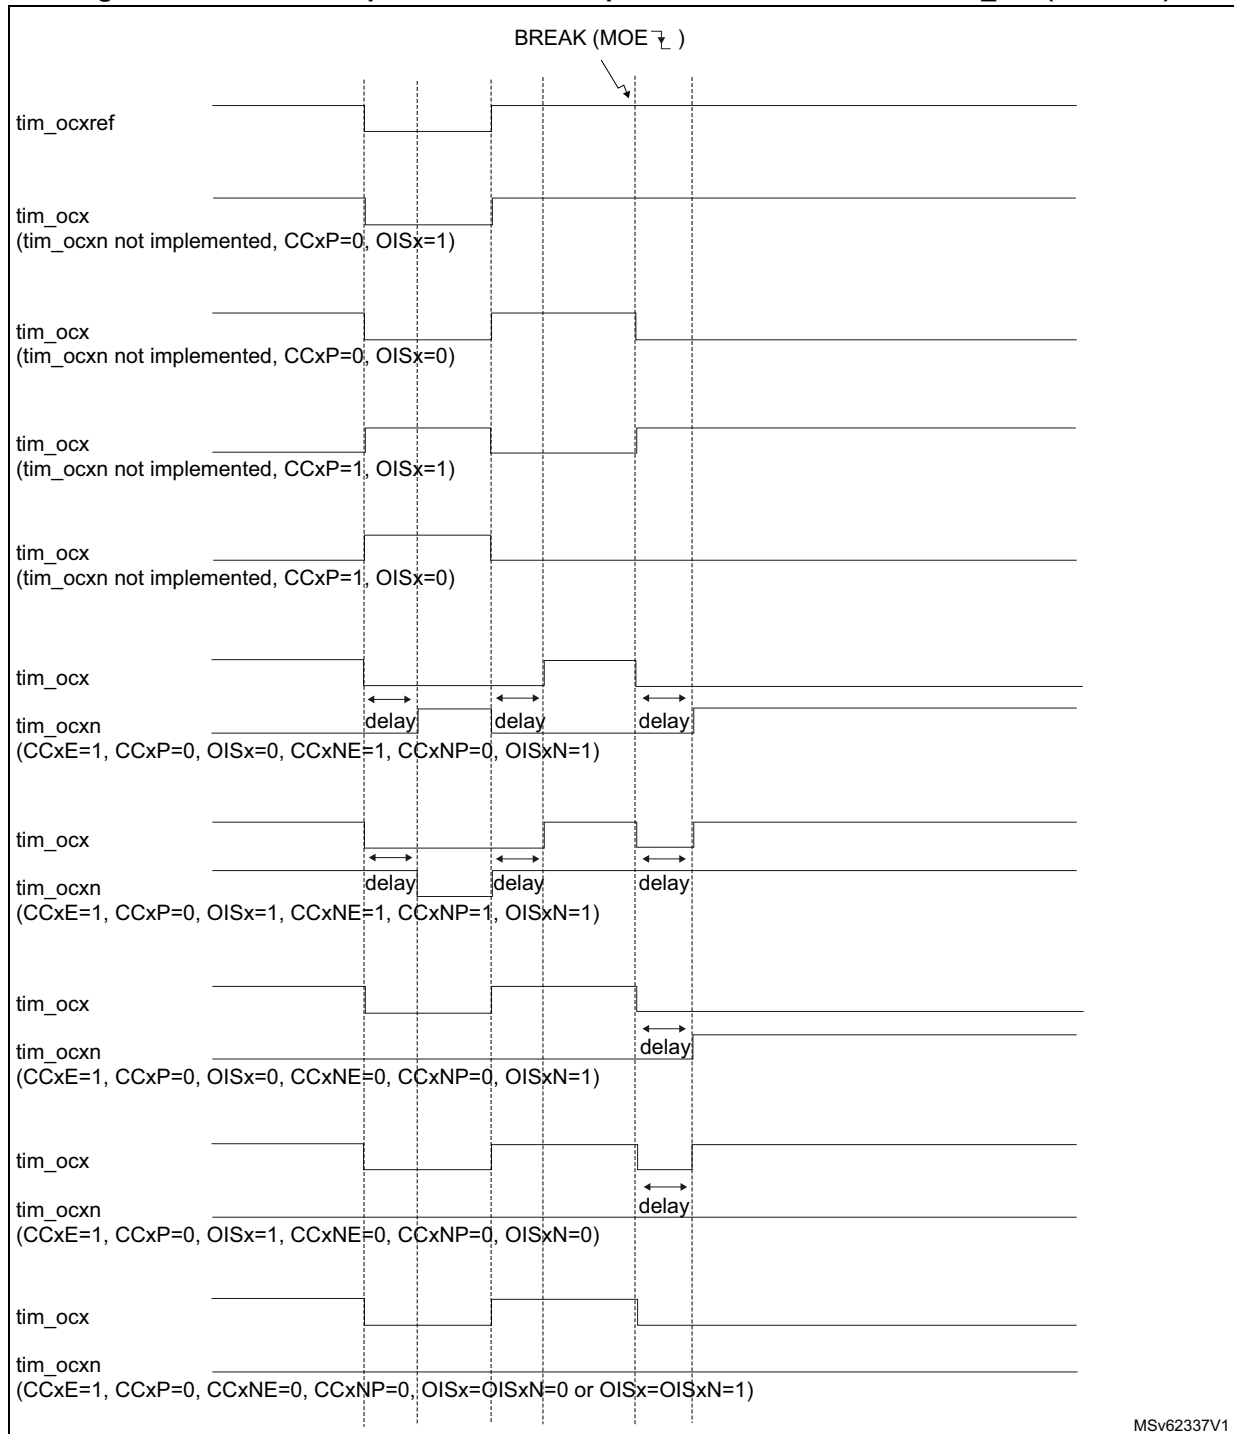 BREAK (MOE )
tim_ocxref
tim_ocx
(tim_ocxn not implemented, CCxP=0, OISx=1)
tim_ocx
(tim_ocxn not implemented, CCxP=0, OISx=0)
tim_ocx
(tim_ocxn not implemented, CCxP=1, OISx=1)
tim_ocx
(tim_ocxn not implemented, CCxP=1, OISx=0)
tim_ocx
tim_ocxn delay delay delay
(CCxE=1, CCxP=0, OISx=0, CCxNE=1, CCxNP=0, OISxN=1)
tim_ocx
tim_ocxn delay delay delay
(CCxE=1, CCxP=0, OISx=1, CCxNE=1, CCxNP=1, OISxN=1)
tim_ocx
tim_ocxn delay
(CCxE=1, CCxP=0, OISx=0, CCxNE=0, CCxNP=0, OISxN=1)
tim_ocx
tim_ocxn delay
(CCxE=1, CCxP=0, OISx=1, CCxNE=0, CCxNP=0, OISxN=0)
tim_ocx
tim_ocxn
(CCxE=1, CCxP=0, CCxNE=0, CCxNP=0, OISx=OISxN=0 or OISx=OISxN=1)
MSv62337V1